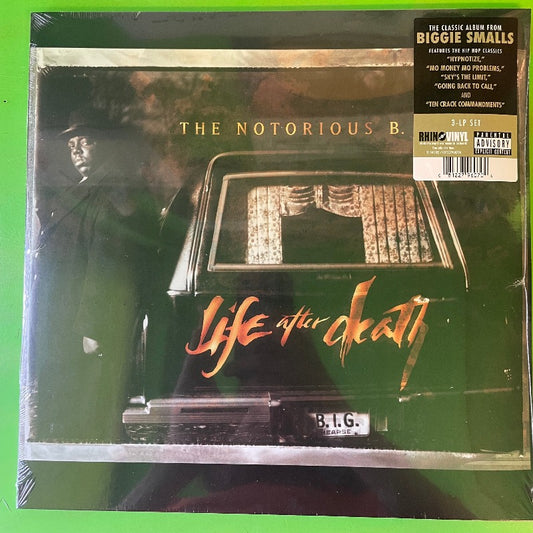 THE CLASSIC ALBUM FROM
BIGGIE SMALLS
FEATURES THE HIP HOP CLASSICS
"HYPNOTIZE,"
"MO MONEY MO PROBLEMS,"
"SKY'S THE LIMIT,"
"GOING BACK TO CALI,"
AND
"TEN CRACK COMMANDMENTS"
3-LP SET
RHINO VINYL
PARENTAL
ADVISORY
EXPLICIT CONTENT
THE NOTORIOUS B.
Life after death
B.I.G.
HEARSE